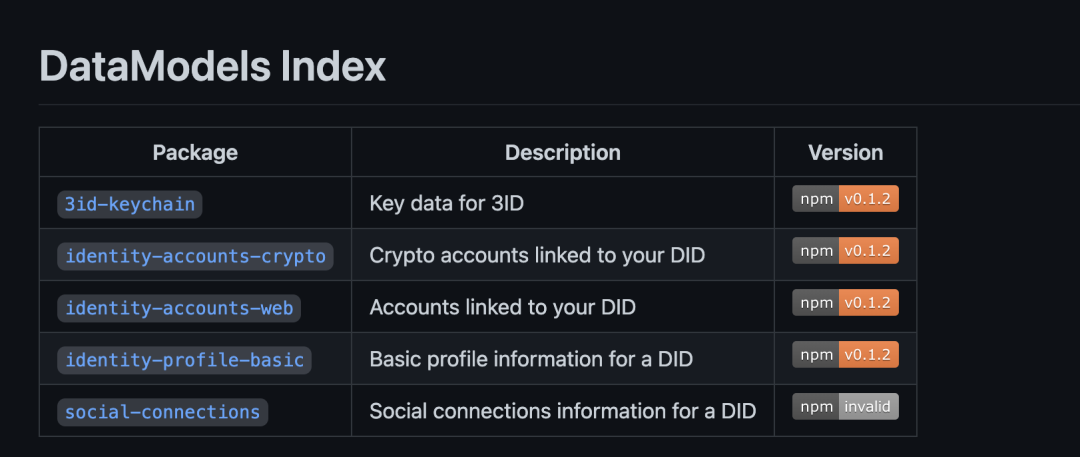 DataModels Index
Package Description Version
3id-keychain Key data for 3ID npm v0.1.2
identity-accounts-crypto Crypto accounts linked to your DID npm v0.1.2
identity-accounts-web Accounts linked to your DID npm v0.1.2
identity-profile-basic Basic profile information for a DID npm v0.1.2
social-connections Social connections information for a DID npm invalid